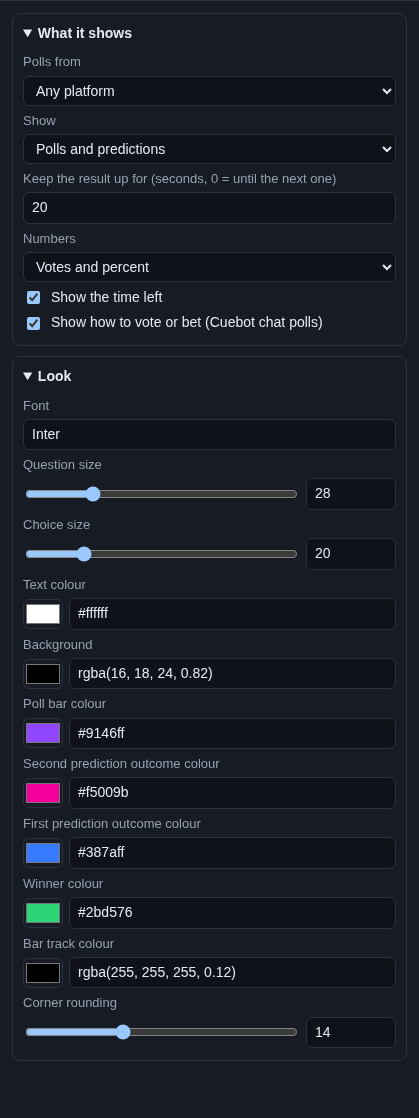 What it shows
Polls from
Any platform
Show
Polls and predictions
Keep the result up for (seconds, 0 = until the next one)
20
Numbers
Votes and percent
Show the time left
Show how to vote or bet (Cuebot chat polls)
Look
Font
Inter
Question size
28
Choice size
20
Text colour
#ffffff
Background
rgba(16, 18, 24, 0.82)
Poll bar colour
#9146ff
Second prediction outcome colour
#f5009b
First prediction outcome colour
#387aff
Winner colour
#2bd576
Bar track colour
rgba(255, 255, 255, 0.12)
Corner rounding
14